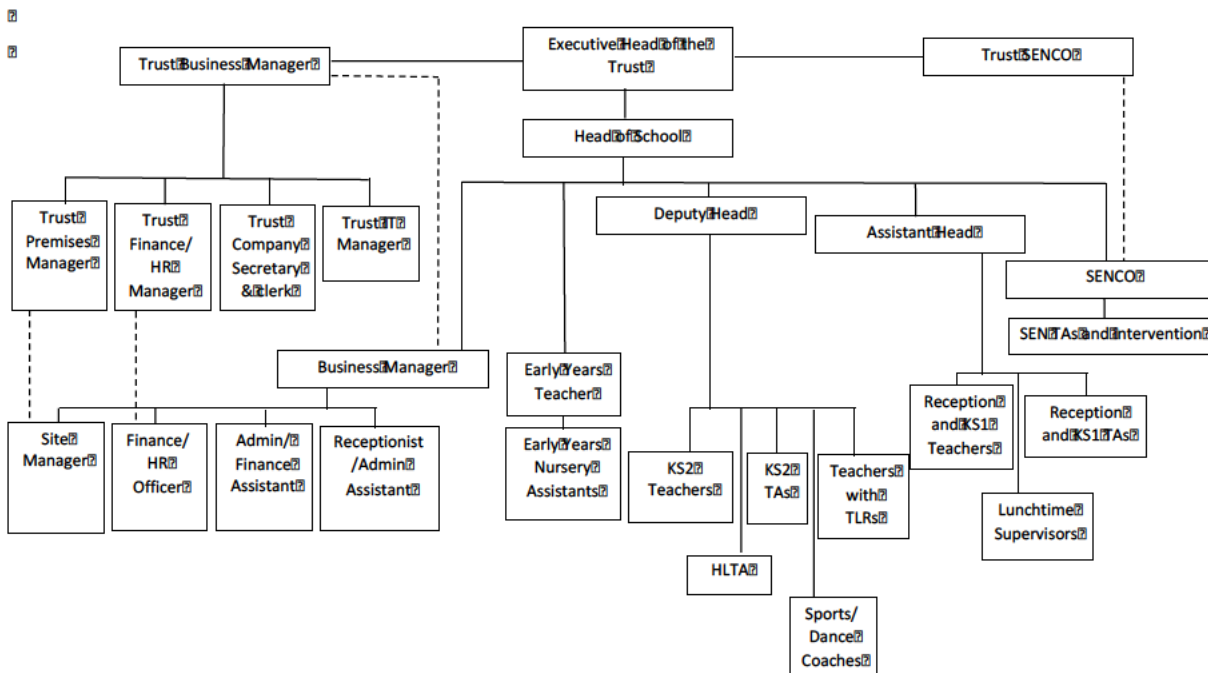 Executive Head of the
Trust
Trust Business Manager
Trust SENCO
Head of School
Trust
Premises
Manager
Trust
Finance/
HR
Manager
Trust
Company
Secretary
& clerk
Trust IT
Manager
Deputy Head
Assistant Head
SENCO
SEN TAs and Intervention
Business Manager
Early Years
Teacher
Early Years
Nursery
Assistants
Site
Manager
Finance/
HR
Officer
Admin/
Finance
Assistant
Receptionist
/Admin
Assistant
KS2
Teachers
KS2
TAs
Teachers
with
TLRs
HLTA
Sports/
Dance
Coaches
Reception
and KS1
Teachers
Reception
and KS1 TAs
Lunchtime
Supervisors